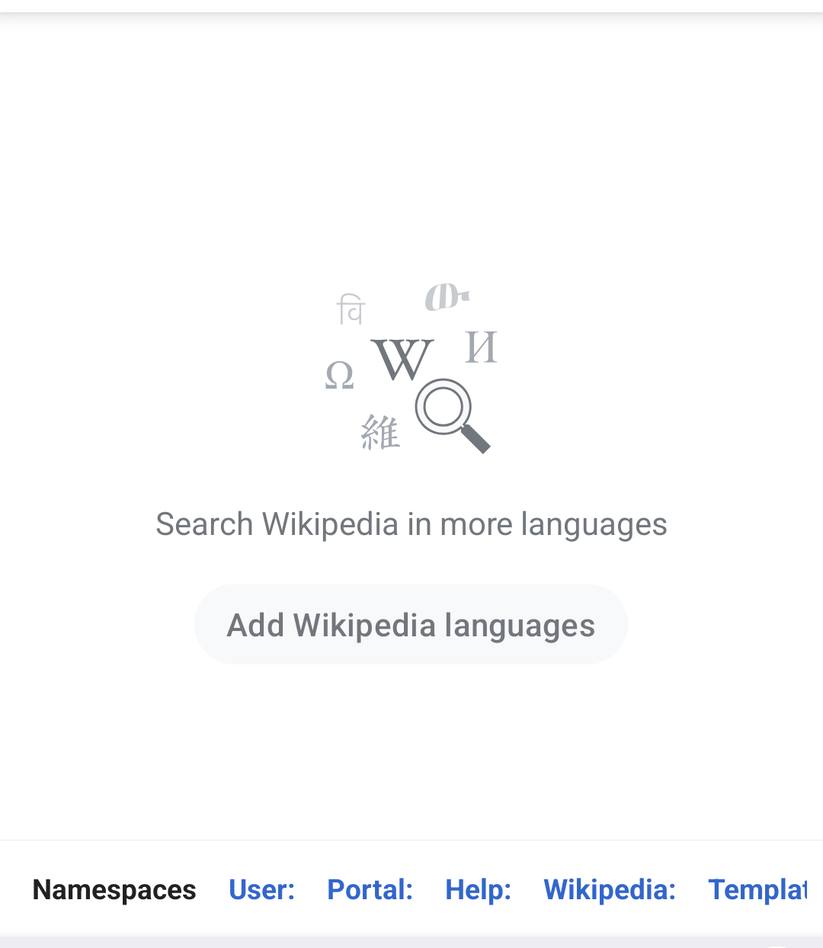 वि ው
W И
Ω
維
Search Wikipedia in more languages
Add Wikipedia languages
Namespaces User: Portal: Help: Wikipedia: Templat